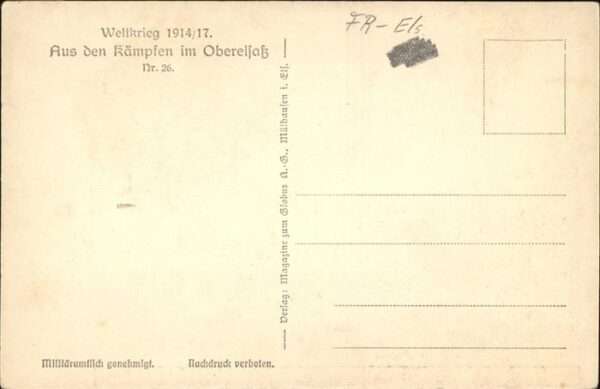 Weltkrieg 1914/17.
Aus den Kämpfen im Oberelsaß
Nr. 26.
FR - Els
Verlag: Magazine zum Globus A.-G., Mülhausen i. Els.
Militäramtlich genehmigt. Nachdruck verboten.